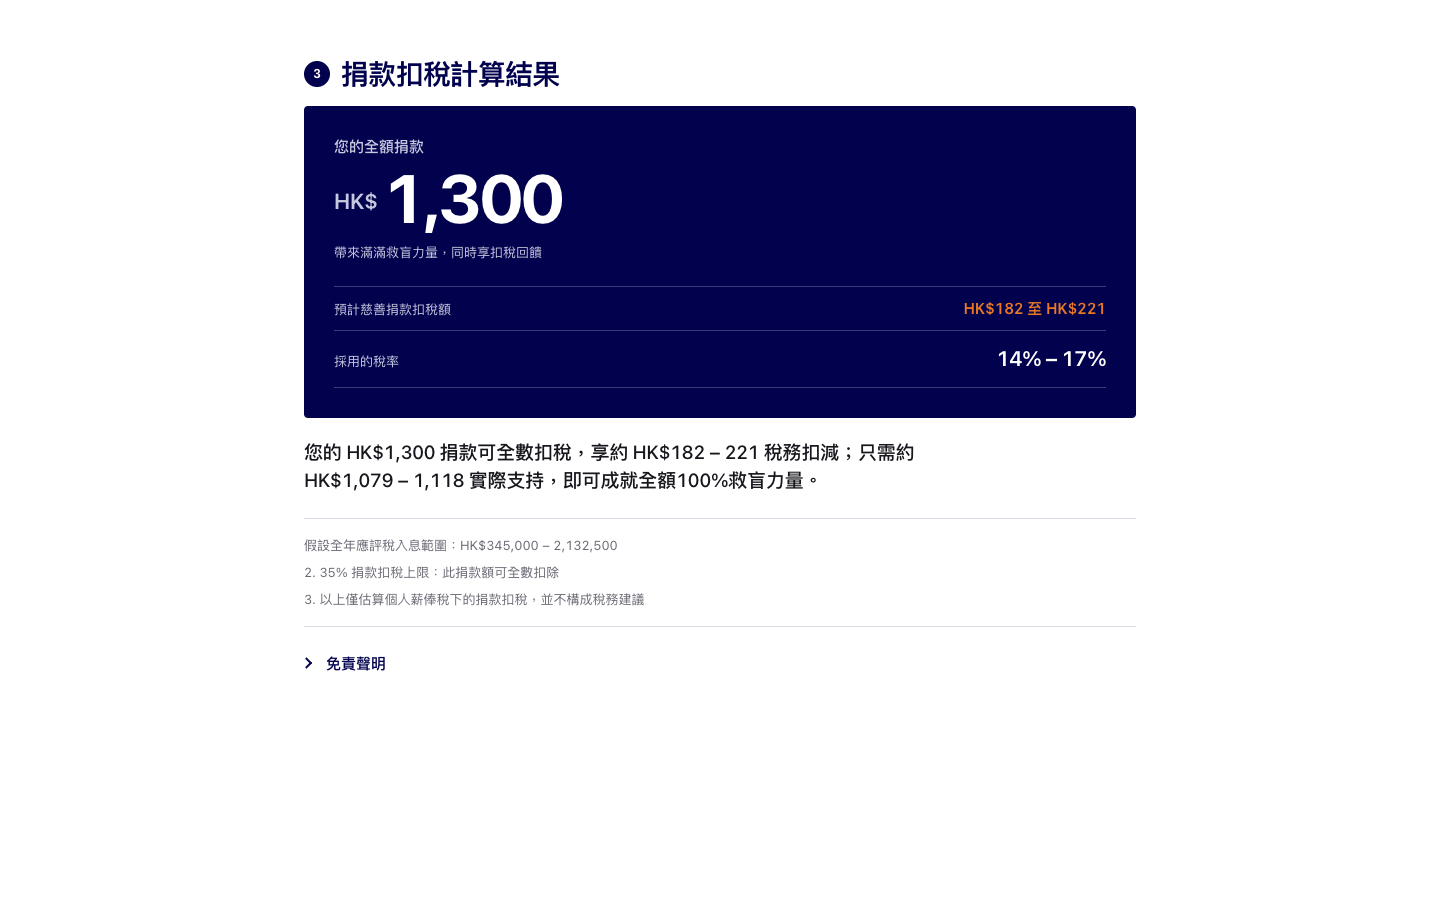 3 捐款扣稅計算結果
您的全額捐款
HK$ 1,300
帶來滿滿救盲力量，同時享扣稅回饋
預計慈善捐款扣稅額 HK$182 至 HK$221
採用的稅率 14% – 17%
您的 HK$1,300 捐款可全數扣稅，享約 HK$182 – 221 稅務扣減；只需約
HK$1,079 – 1,118 實際支持，即可成就全額100%救盲力量。
假設全年應評稅入息範圍：HK$345,000 – 2,132,500
2. 35% 捐款扣稅上限：此捐款額可全數扣除
3. 以上僅估算個人薪俸稅下的捐款扣稅，並不構成稅務建議
免責聲明